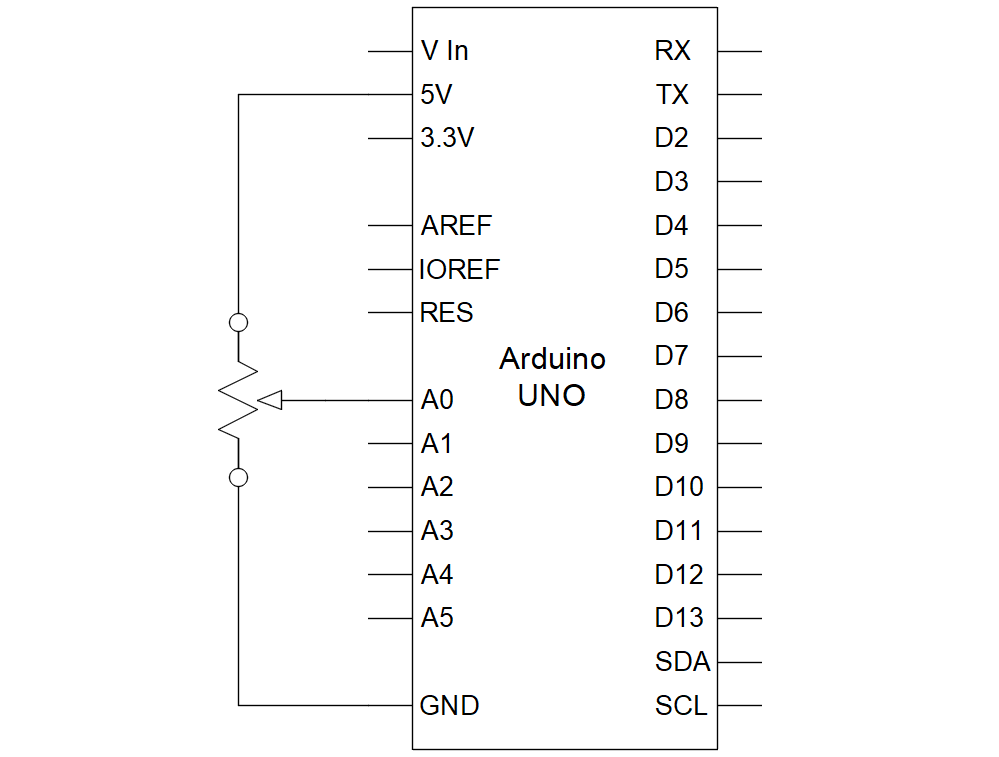 V In
5V
3.3V
AREF
IOREF
RES
A0
A1
A2
A3
A4
A5
GND
Arduino
UNO
RX
TX
D2
D3
D4
D5
D6
D7
D8
D9
D10
D11
D12
D13
SDA
SCL